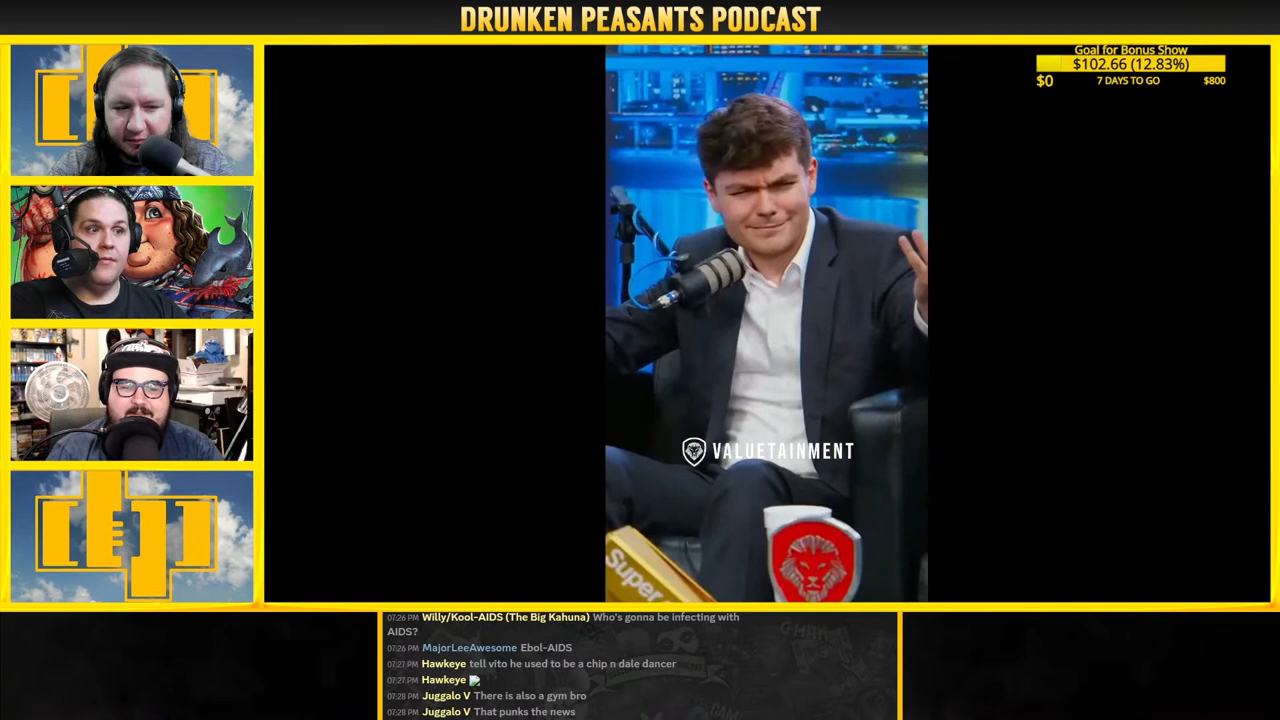 DRUNKEN PEASANTS PODCAST
Goal for Bonus Show
$102.66 (12.83%)
$0 7 DAYS TO GO $800
VALUETAINMENT
Super
07:26 PM Willy/Kool-AIDS (The Big Kahuna) Who's gonna be infecting with
AIDS?
07:26 PM MajorLeeAwesome Ebol-AIDS
07:27 PM Hawkeye tell vito he used to be a chip n dale dancer
07:27 PM Hawkeye
07:28 PM Juggalo V There is also a gym bro
07:28 PM Juggalo V That punks the news